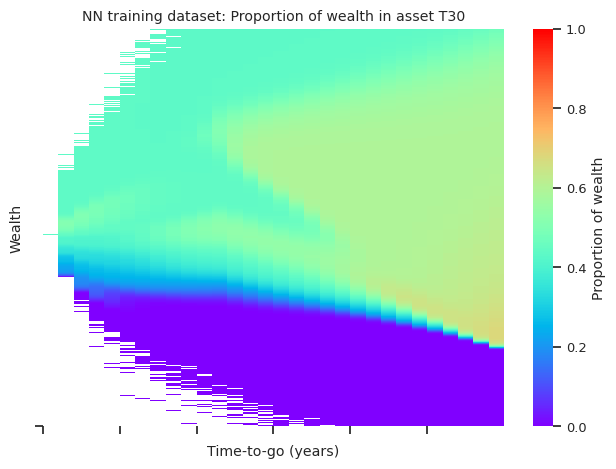 NN training dataset: Proportion of wealth in asset T30
1.0
0.8
0.6
0.4
0.2
0.0
Proportion of wealth
Wealth
Time-to-go (years)